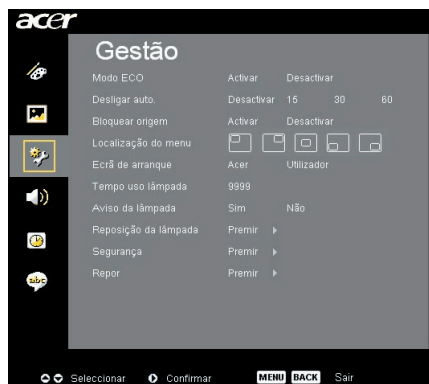 acer
Gestão
Modo ECO Activar Desactivar
Desligar auto. Desactivar 15 30 60
Bloquear origem Activar Desactivar
Localização do menu
Ecrã de arranque Acer Utilizador
Tempo uso lâmpada 9999
Aviso da lâmpada Sim Não
Reposição da lâmpada Premir
Segurança Premir
Repor Premir
abc
Seleccionar Confirmar MENU BACK Sair